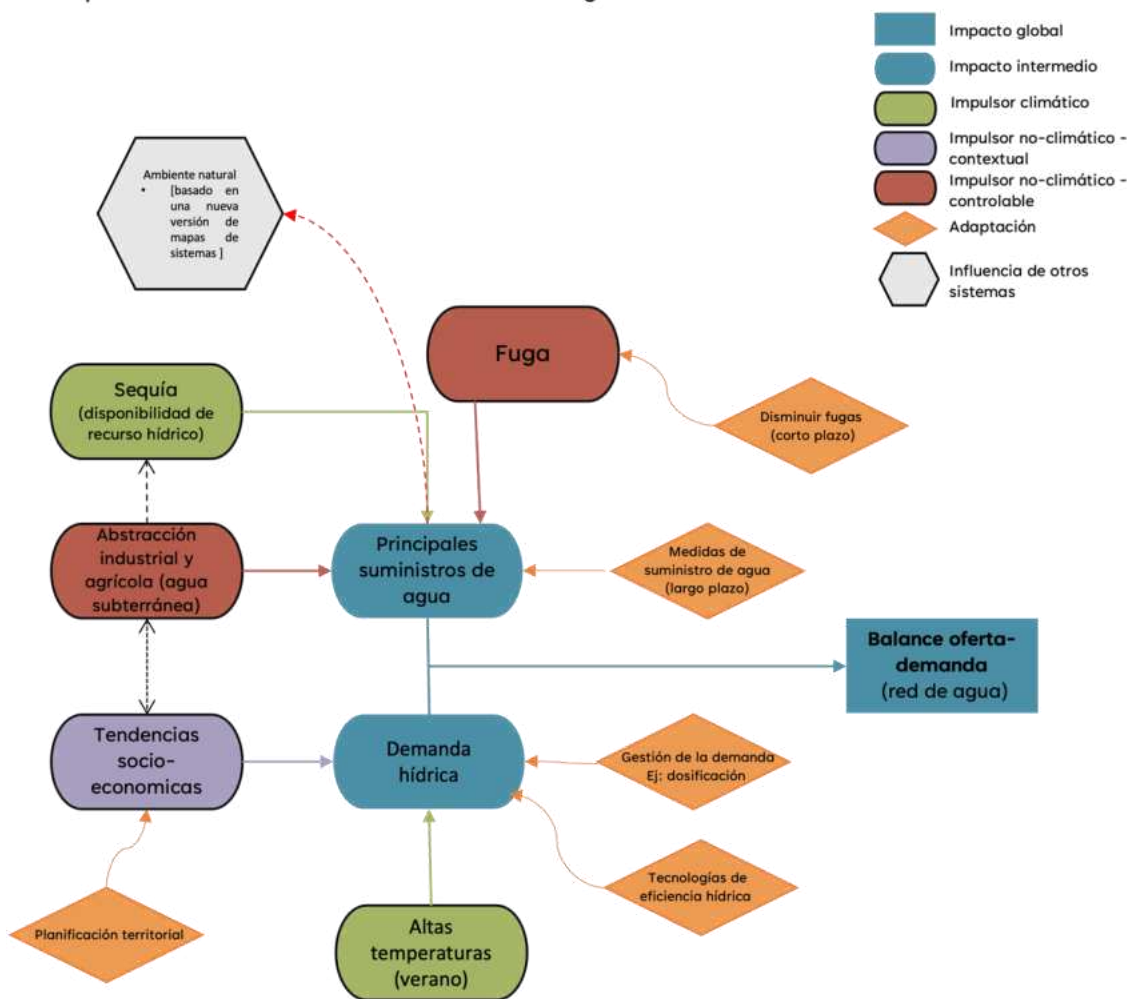 Impacto global
Impacto intermedio
Impulsor climático
Impulsor no-climático -
contextual
Impulsor no-climático -
controlable
Adaptación
Influencia de otros
sistemas
Ambiente natural
• [basado en
una nueva
versión de
mapas de
sistemas ]
Fuga
Sequía
(disponibilidad de
recurso hídrico)
Disminuir fugas
(corto plazo)
Abstracción
industrial y
agrícola (agua
subterránea)
Principales
suministros de
agua
Medidas de
suministro de agua
(largo plazo)
Balance oferta-
demanda
(red de agua)
Tendencias
socio-
economicas
Demanda
hídrica
Gestión de la demanda
Ej: dosificación
Tecnologías de
eficiencia hídrica
Planificación territorial
Altas
temperaturas
(verano)